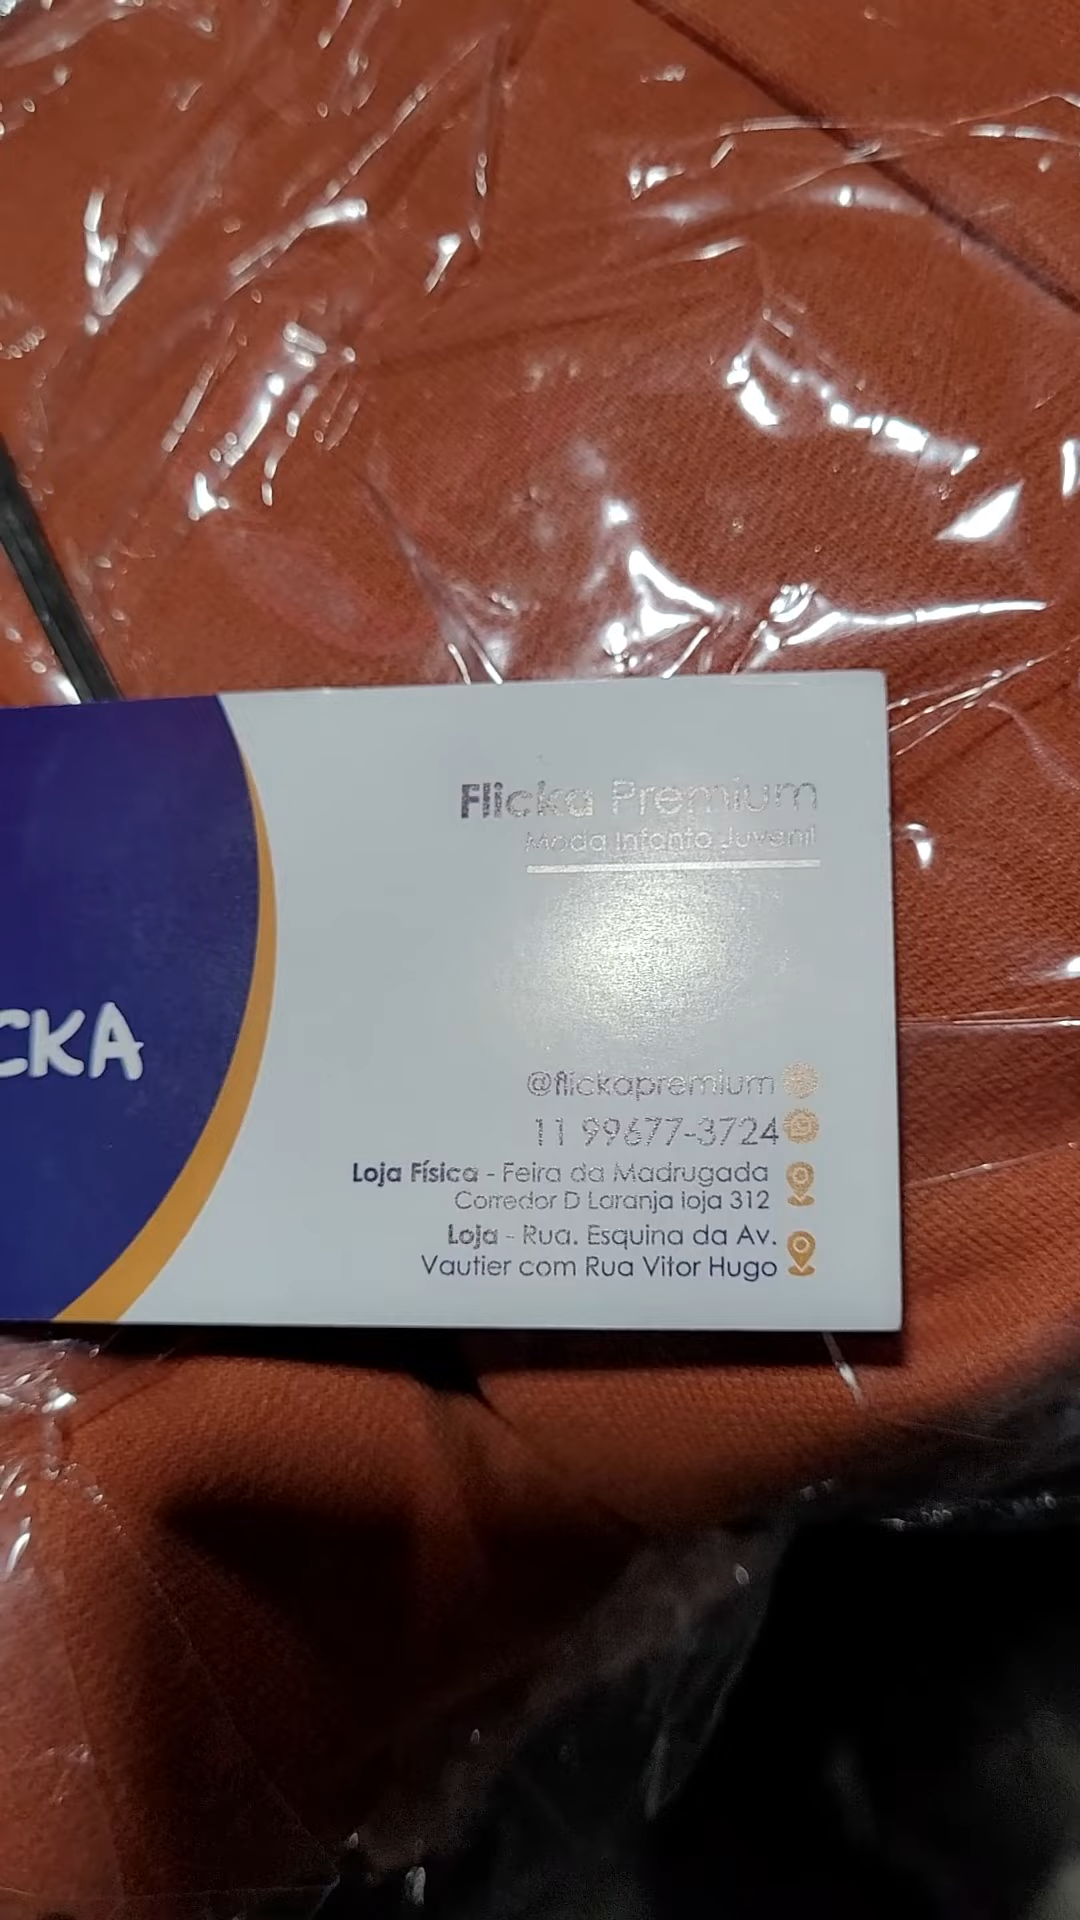 CKA
Flicka Premium
Moda Infanto Juvenil
@flickapremium
11 99677-3724
Loja Física - Feira da Madrugada
Corredor D Laranja loja 312
Loja - Rua. Esquina da Av.
Vautier com Rua Vitor Hugo